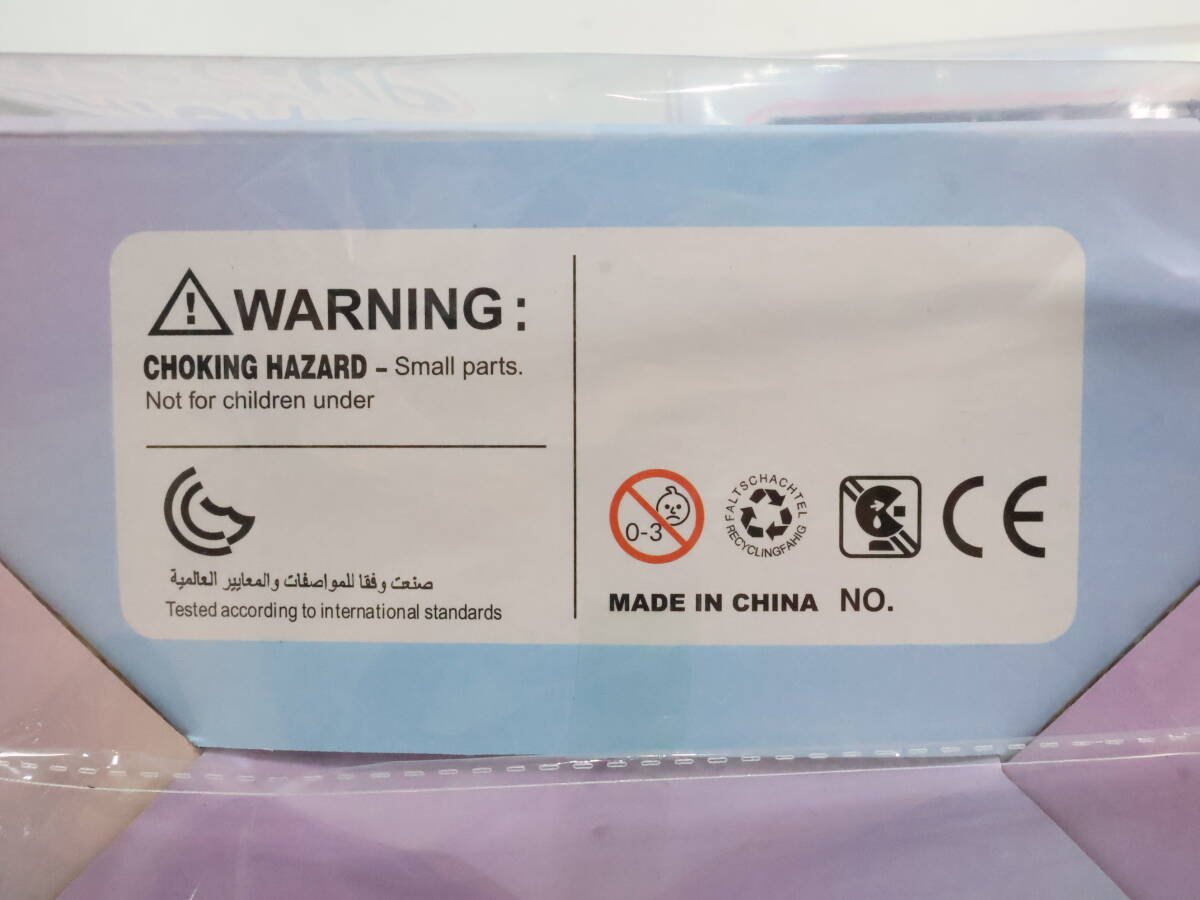 WARNING:
CHOKING HAZARD – Small parts.
Not for children under
صنعت وفقا للمواصفات والمعايير العالمية
Tested according to international standards
0-3
FALTSCHACHTEL
RECYCLINGFÄHIG
CE
MADE IN CHINA NO.